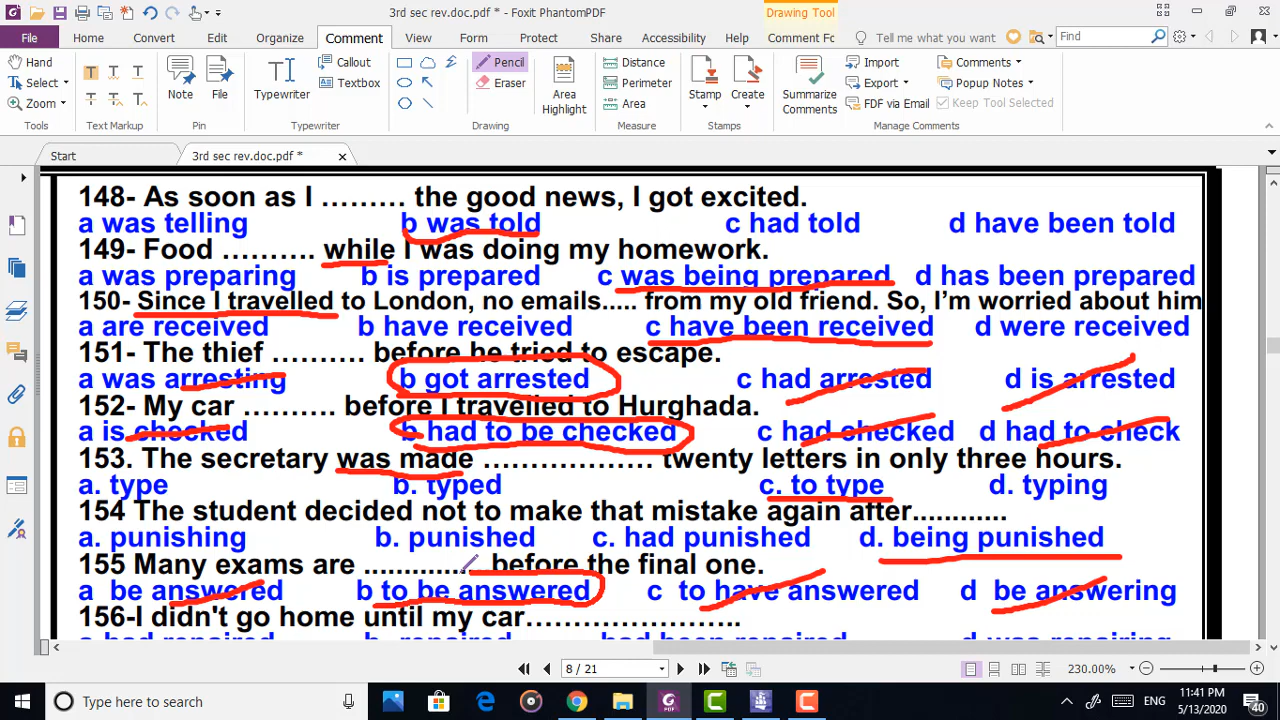 3rd sec rev.doc.pdf * - Foxit PhantomPDF
Drawing Tool
File Home Convert Edit Organize Comment View Form Protect Share Accessibility Help Comment Fc Tell me what you want Find
Hand Callout Pencil Distance Import Comments
Select Textbox Eraser Perimeter Export Popup Notes
Zoom Note File Typewriter Area Highlight Area Stamp Create Summarize Comments FDF via Email Keep Tool Selected
Tools Text Markup Pin Typewriter Drawing Measure Stamps Manage Comments
Start 3rd sec rev.doc.pdf *
148- As soon as I ……… the good news, I got excited.
a was telling b was told c had told d have been told
149- Food ………. while I was doing my homework.
a was preparing b is prepared c was being prepared d has been prepared
150- Since I travelled to London, no emails..... from my old friend. So, I'm worried about him
a are received b have received c have been received d were received
151- The thief ………. before he tried to escape.
a was arresting b got arrested c had arrested d is arrested
152- My car ………. before I travelled to Hurghada.
a is checked b had to be checked c had checked d had to check
153. The secretary was made ……………… twenty letters in only three hours.
a. type b. typed c. to type d. typing
154 The student decided not to make that mistake again after............
a. punishing b. punished c. had punished d. being punished
155 Many exams are ............... before the final one.
a be answered b to be answered c to have answered d be answering
156-I didn't go home until my car…………………..
a had repaired b. repaired had been repaired d was repairing
8 / 21 230.00%
Type here to search ENG 11:41 PM
5/13/2020 40